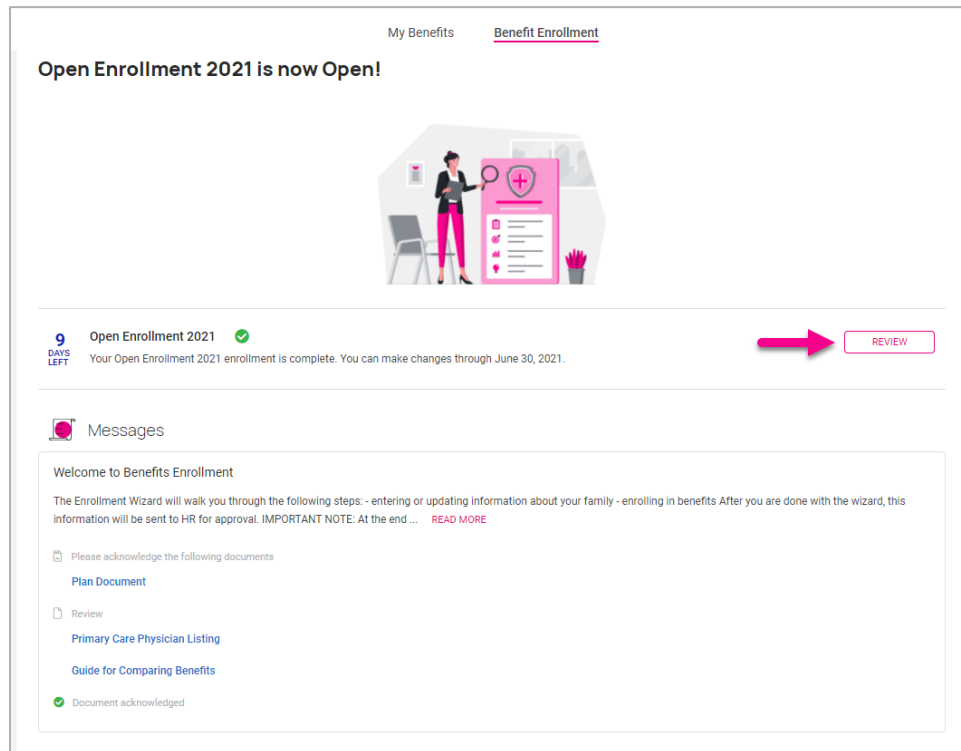 My Benefits Benefit Enrollment
Open Enrollment 2021 is now Open!
9
DAYS
LEFT
Open Enrollment 2021
Your Open Enrollment 2021 enrollment is complete. You can make changes through June 30, 2021.
REVIEW
Messages
Welcome to Benefits Enrollment
The Enrollment Wizard will walk you through the following steps: - entering or updating information about your family - enrolling in benefits After you are done with the wizard, this
information will be sent to HR for approval. IMPORTANT NOTE: At the end ... READ MORE
Please acknowledge the following documents
Plan Document
Review
Primary Care Physician Listing
Guide for Comparing Benefits
Document acknowledged